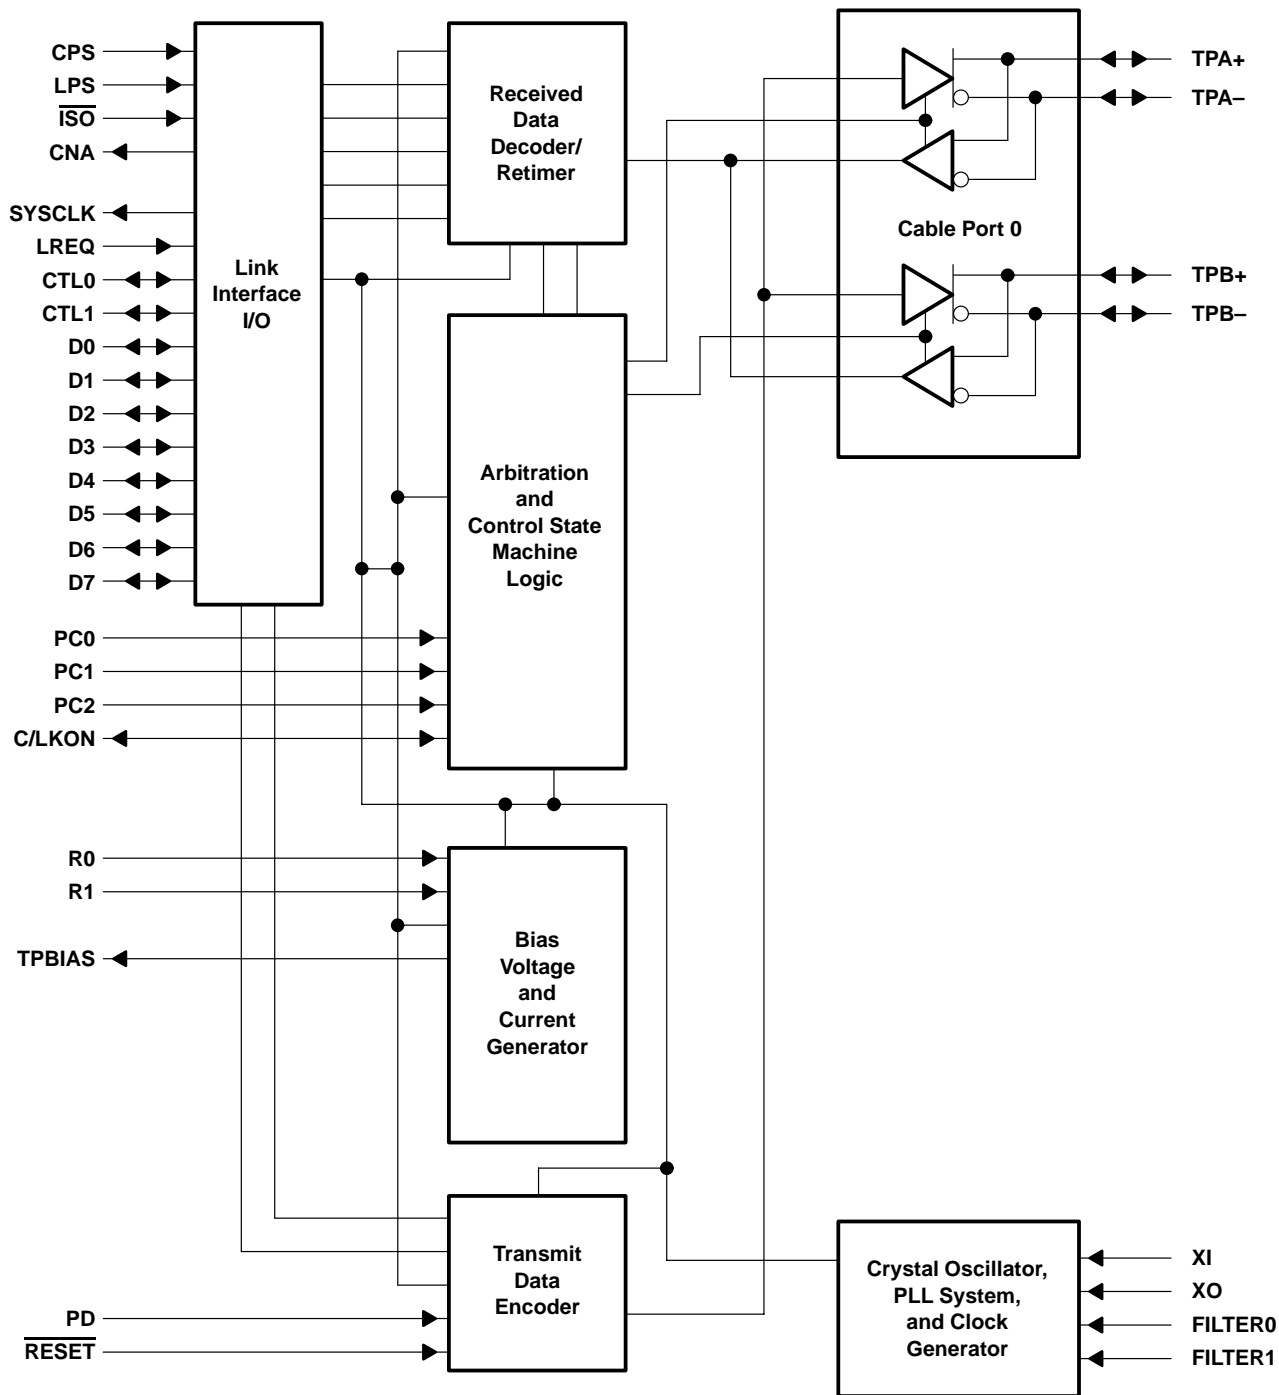 CPS
LPS
ISO
CNA
SYSCLK
LREQ
CTL0
CTL1
D0
D1
D2
D3
D4
D5
D6
D7
PC0
PC1
PC2
C/LKON
R0
R1
TPBIAS
PD
RESET
Link
Interface
I/O
Received
Data
Decoder/
Retimer
Arbitration
and
Control State
Machine
Logic
Bias
Voltage
and
Current
Generator
Transmit
Data
Encoder
Cable Port 0
TPA+
TPA–
TPB+
TPB–
Crystal Oscillator,
PLL System,
and Clock
Generator
XI
XO
FILTER0
FILTER1